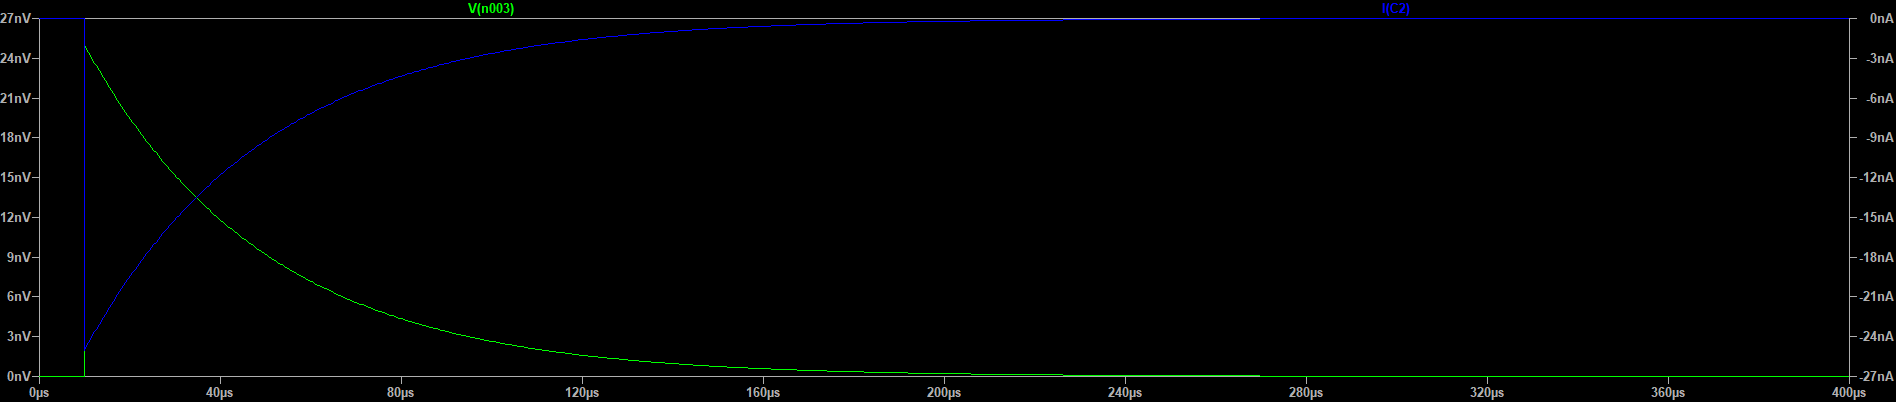 V(n003) I(C2)
27nV 0nA
24nV -3nA
21nV -6nA
18nV -9nA
15nV -12nA
12nV -15nA
9nV -18nA
6nV -21nA
3nV -24nA
0nV -27nA
0µs 40µs 80µs 120µs 160µs 200µs 240µs 280µs 320µs 360µs 400µs